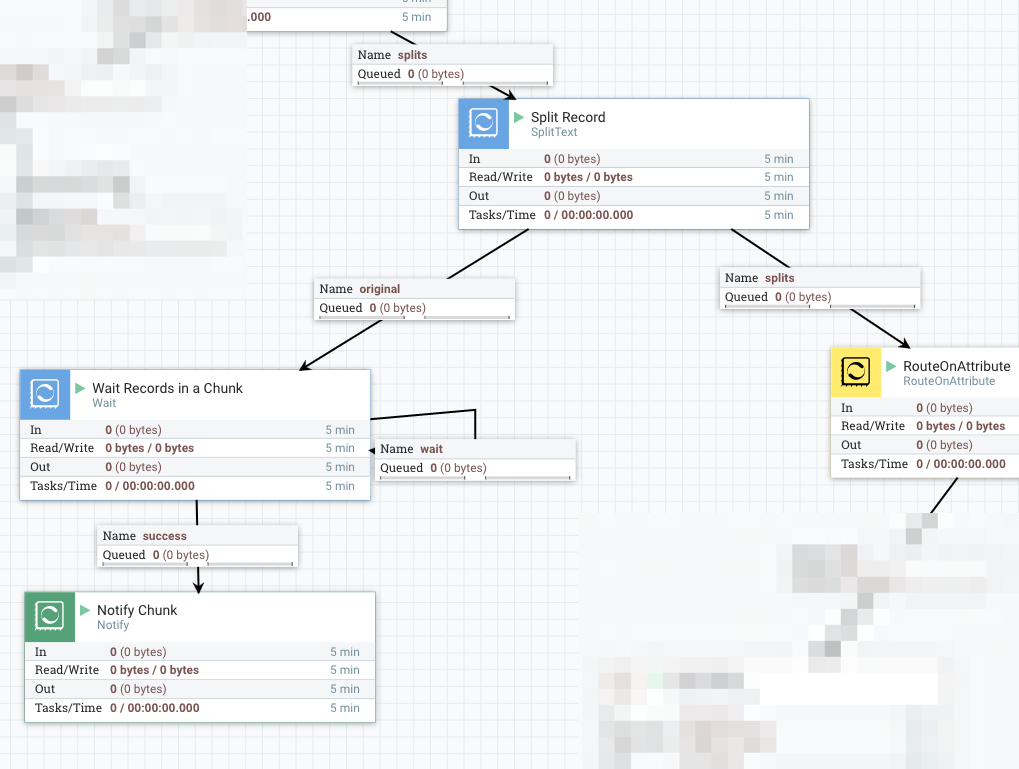 .000 5 min
Name splits
Queued 0 (0 bytes)
Split Record
SplitText
In 0 (0 bytes) 5 min
Read/Write 0 bytes / 0 bytes 5 min
Out 0 (0 bytes) 5 min
Tasks/Time 0 / 00:00:00.000 5 min
Name original
Queued 0 (0 bytes)
Name splits
Queued 0 (0 bytes)
Wait Records in a Chunk
Wait
In 0 (0 bytes) 5 min
Read/Write 0 bytes / 0 bytes 5 min
Out 0 (0 bytes) 5 min
Tasks/Time 0 / 00:00:00.000 5 min
Name wait
Queued 0 (0 bytes)
RouteOnAttribute
RouteOnAttribute
In 0 (0 bytes)
Read/Write 0 bytes / 0 bytes
Out 0 (0 bytes)
Tasks/Time 0 / 00:00:00.000
Name success
Queued 0 (0 bytes)
Notify Chunk
Notify
In 0 (0 bytes) 5 min
Read/Write 0 bytes / 0 bytes 5 min
Out 0 (0 bytes) 5 min
Tasks/Time 0 / 00:00:00.000 5 min